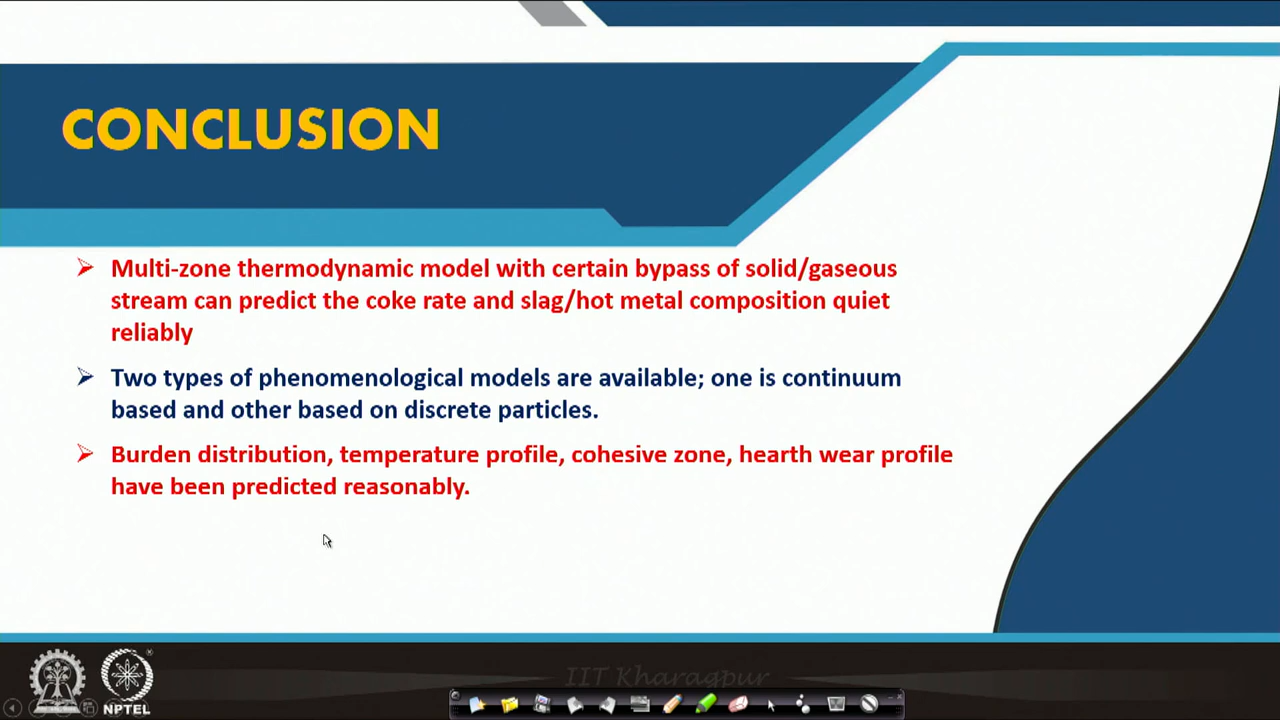 CONCLUSION
Multi-zone thermodynamic model with certain bypass of solid/gaseous
stream can predict the coke rate and slag/hot metal composition quiet
reliably
Two types of phenomenological models are available; one is continuum
based and other based on discrete particles.
Burden distribution, temperature profile, cohesive zone, hearth wear profile
have been predicted reasonably.
IIT Kharagpur
NPTEL